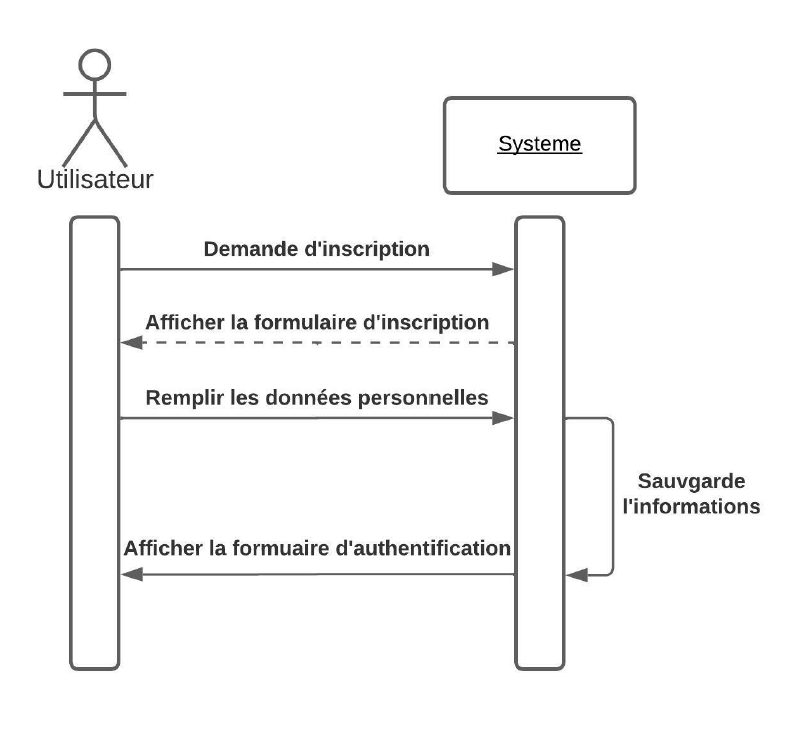 Utilisateur
Systeme
Demande d'inscription
Afficher la formulaire d'inscription
Remplir les données personnelles
Sauvgarde
l'informations
Afficher la formuaire d'authentification